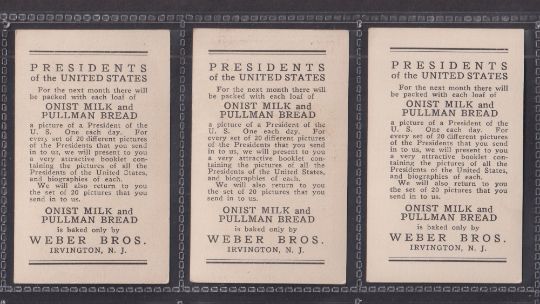 PRESIDENTS
of the UNITED STATES
For the next month there will
be packed with each loaf of
ONIST MILK and
PULLMAN BREAD
a picture of a President of the
U. S. One each day. For
every set of 20 different pictures
of the Presidents that you send
in to us, we will present to you
a very attractive booklet con-
taining the pictures of all the
Presidents of the United States,
and biographies of each.
We will also return to you
the set of 20 pictures that you
send in.
ONIST MILK and
PULLMAN BREAD
is baked only by
WEBER BROS.
IRVINGTON, N. J.
PRESIDENTS
of the UNITED STATES
For the next month there will
be packed with each loaf of
ONIST MILK and
PULLMAN BREAD
a picture of a President of the
U. S. One each day. For
every set of 20 different pictures
of the Presidents that you send
in to us, we will present to you
a very attractive booklet con-
taining the pictures of all the
Presidents of the United States,
and biographies of each.
We will also return to you
the set of 20 pictures that you
send in.
ONIST MILK and
PULLMAN BREAD
is baked only by
WEBER BROS.
IRVINGTON, N. J.
PRESIDENTS
of the UNITED STATES
For the next month there will
be packed with each loaf of
ONIST MILK and
PULLMAN BREAD
a picture of a President of the
U. S. One each day. For
every set of 20 different pictures
of the Presidents that you send
in to us, we will present to you
a very attractive booklet con-
taining the pictures of all the
Presidents of the United States,
and biographies of each.
We will also return to you
the set of 20 pictures that you
send in.
ONIST MILK and
PULLMAN BREAD
is baked only by
WEBER BROS.
IRVINGTON, N. J.